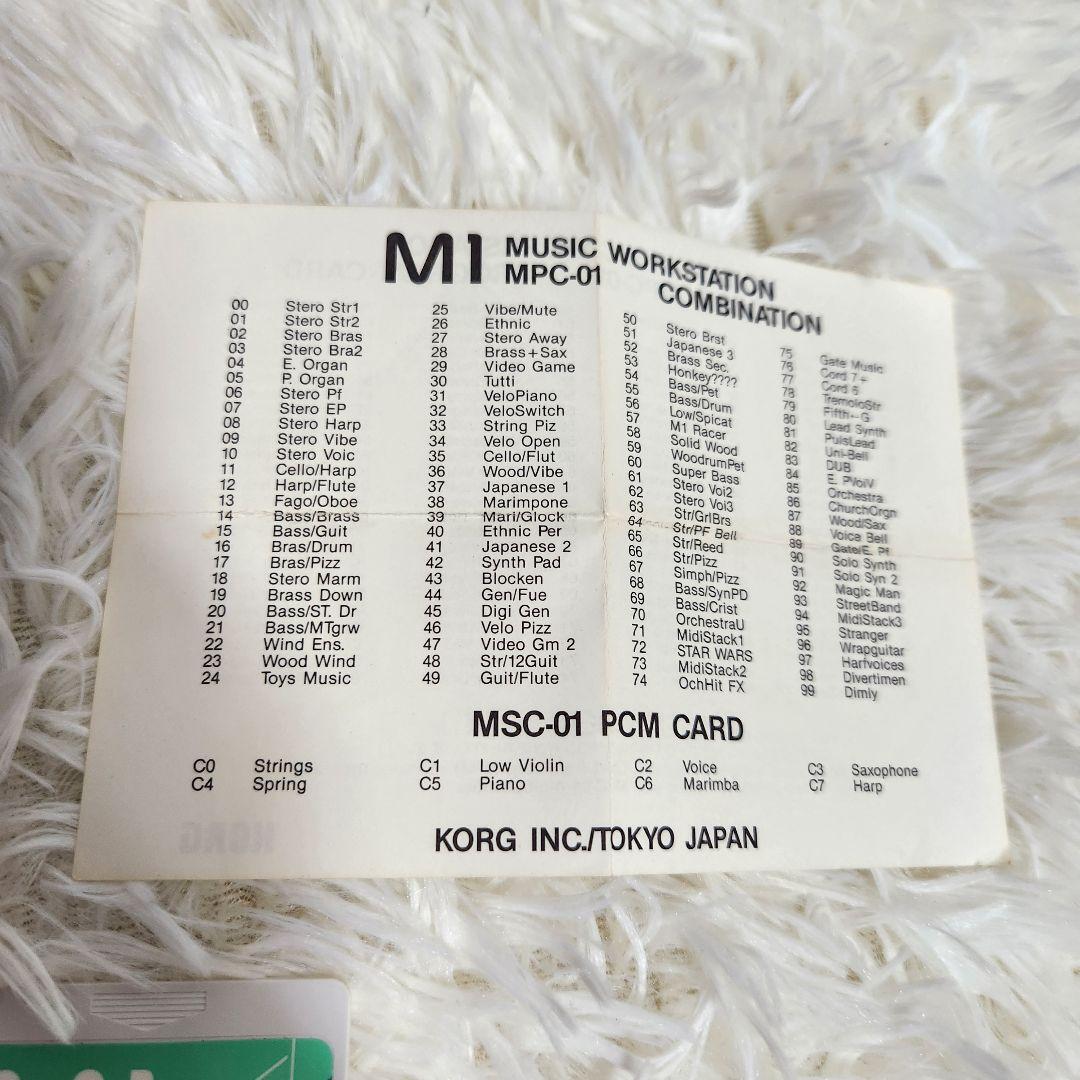 M1 MUSIC WORKSTATION
MPC-01 COMBINATION
00 Stero Str1
01 Stero Str2
02 Stero Bras
03 Stero Bra2
04 E. Organ
05 P. Organ
06 Stero Pf
07 Stero EP
08 Stero Harp
09 Stero Vibe
10 Stero Voic
11 Cello/Harp
12 Harp/Flute
13 Fago/Oboe
14 Bass/Brass
15 Bass/Guit
16 Bras/Drum
17 Bras/Pizz
18 Stero Marm
19 Brass Down
20 Bass/ST. Dr
21 Bass/MTgrw
22 Wind Ens.
23 Wood Wind
24 Toys Music
25 Vibe/Mute
26 Ethnic
27 Stero Away
28 Brass+Sax
29 Video Game
30 Tutti
31 VeloPiano
32 VeloSwitch
33 String Piz
34 Velo Open
35 Cello/Flut
36 Wood/Vibe
37 Japanese 1
38 Marimpone
39 Mari/Glock
40 Ethnic Per
41 Japanese 2
42 Synth Pad
43 Blocken
44 Gen/Fue
45 Digi Gen
46 Velo Pizz
47 Video Gm 2
48 Str/12Guit
49 Guit/Flute
50 Stero Brst
51 Japanese 3
52 Brass Sec.
53 Honkey????
54 Bass/Pet
55 Bass/Drum
56 Low/Spicat
57 M1 Racer
58 Solid Wood
59 WoodrumPet
60 Super Bass
61 Stero Voi2
62 Stero Voi3
63 Str/GrlBrs
64 Str/PF Bell
65 Str/Reed
66 Str/Pizz
67 Simph/Pizz
68 Bass/SynPD
69 Bass/Crist
70 OrchestraU
71 MidiStack1
72 STAR WARS
73 MidiStack2
74 OchHit FX
75 Gate Music
76 Cord 7+
77 Cord 6
78 TremoloStr
79 Fifth--G
80 Lead Synth
81 PulsLead
82 Uni-Bell
83 DUB
84 E. PVoiV
85 Orchestra
86 ChurchOrgn
87 Wood/Sax
88 Voice Bell
89 Gate/E. Pf
90 Solo Synth
91 Solo Syn 2
92 Magic Man
93 StreetBand
94 MidiStack3
95 Stranger
96 Wrapguitar
97 Harfvoices
98 Divertimen
99 Dimly
MSC-01 PCM CARD
C0 Strings C1 Low Violin C2 Voice C3 Saxophone
C4 Spring C5 Piano C6 Marimba C7 Harp
KORG INC./TOKYO JAPAN
KORG